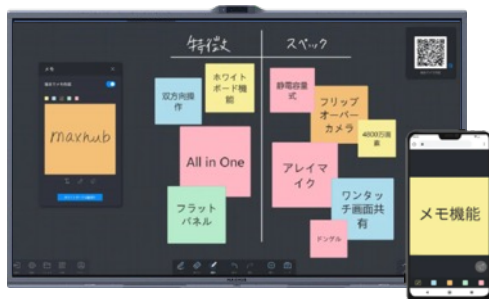 特徴
スペック
メモ
maxhub
双方向操
作
ホワイト
ボード機
能
All in One
フラット
パネル
静電容量
式
フリップ
オーバー
カメラ
4800万画
素
アレイマ
イク
ワンタッ
チ画面共
有
ドングル
メモ機能
MAXHUB